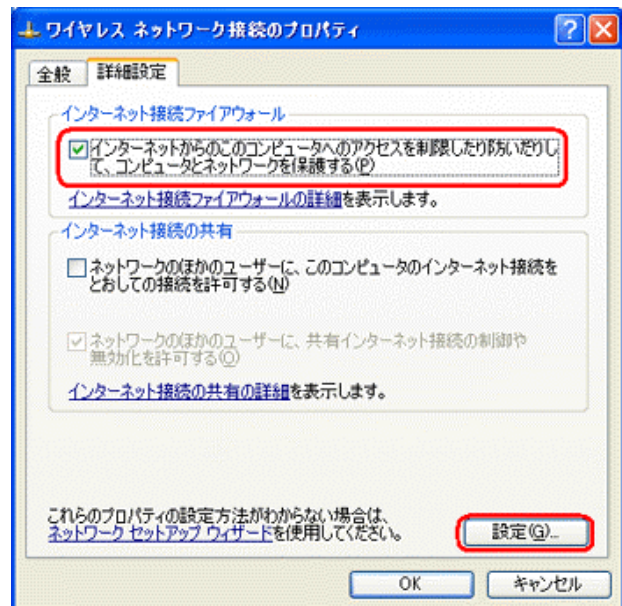 ワイヤレス ネットワーク接続のプロパティ
全般 詳細設定
インターネット接続ファイアウォール
インターネットからのこのコンピュータへのアクセスを制限したり防いだりし
て、コンピュータとネットワークを保護する(P)
インターネット接続ファイアウォールの詳細を表示します。
インターネット接続の共有
ネットワークのほかのユーザーに、このコンピュータのインターネット接続を
とおしての接続を許可する(N)
ネットワークのほかのユーザーに、共有インターネット接続の制御や
無効化を許可する(O)
インターネット接続の共有の詳細を表示します。
これらのプロパティの設定方法がわからない場合は、
ネットワーク セットアップ ウィザードを使用してください。
設定(G)...
OK キャンセル